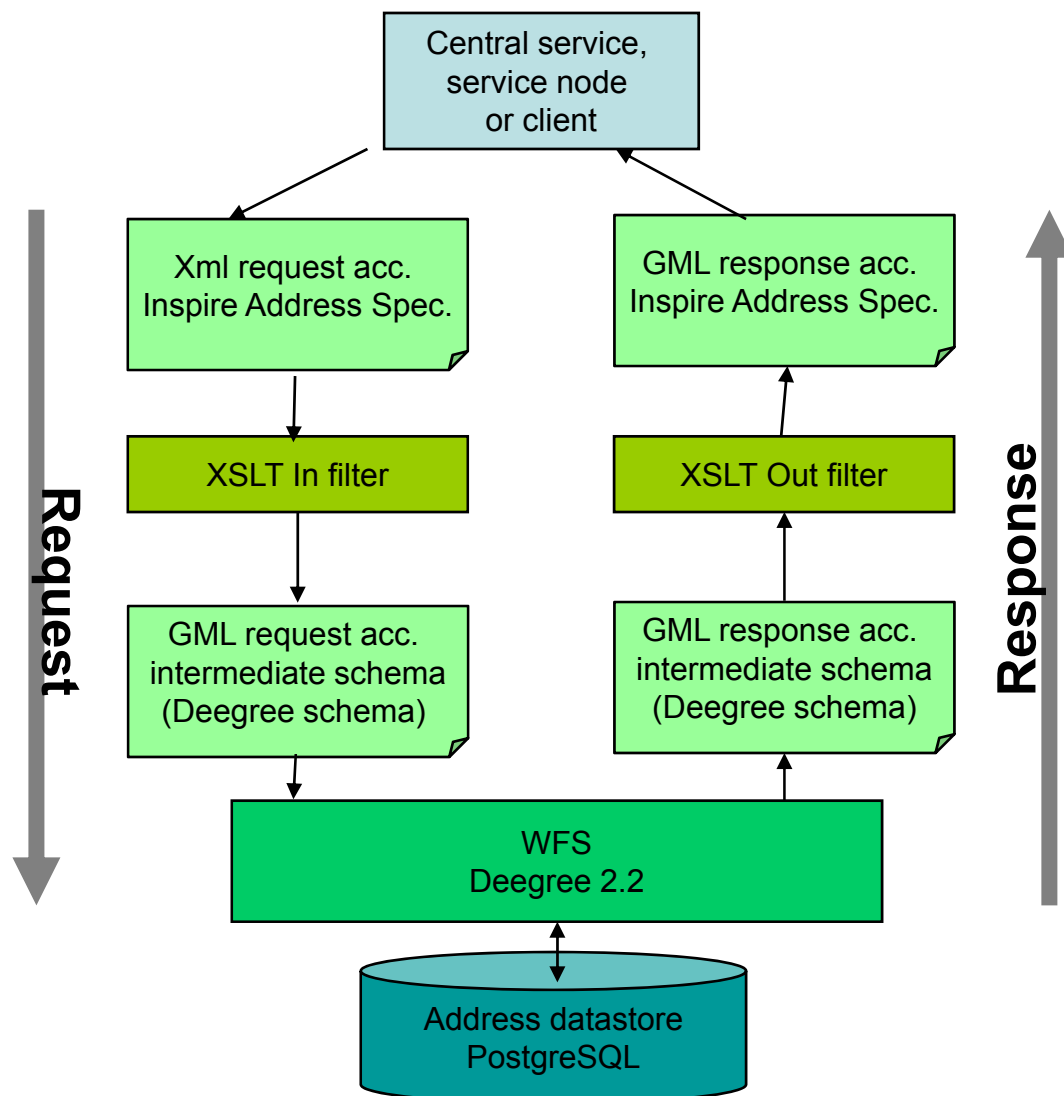 Central service,
service node
or client
Xml request acc.
Inspire Address Spec.
GML response acc.
Inspire Address Spec.
XSLT In filter
XSLT Out filter
Request
Response
GML request acc.
intermediate schema
(Deegree schema)
GML response acc.
intermediate schema
(Deegree schema)
WFS
Deegree 2.2
Address datastore
PostgreSQL